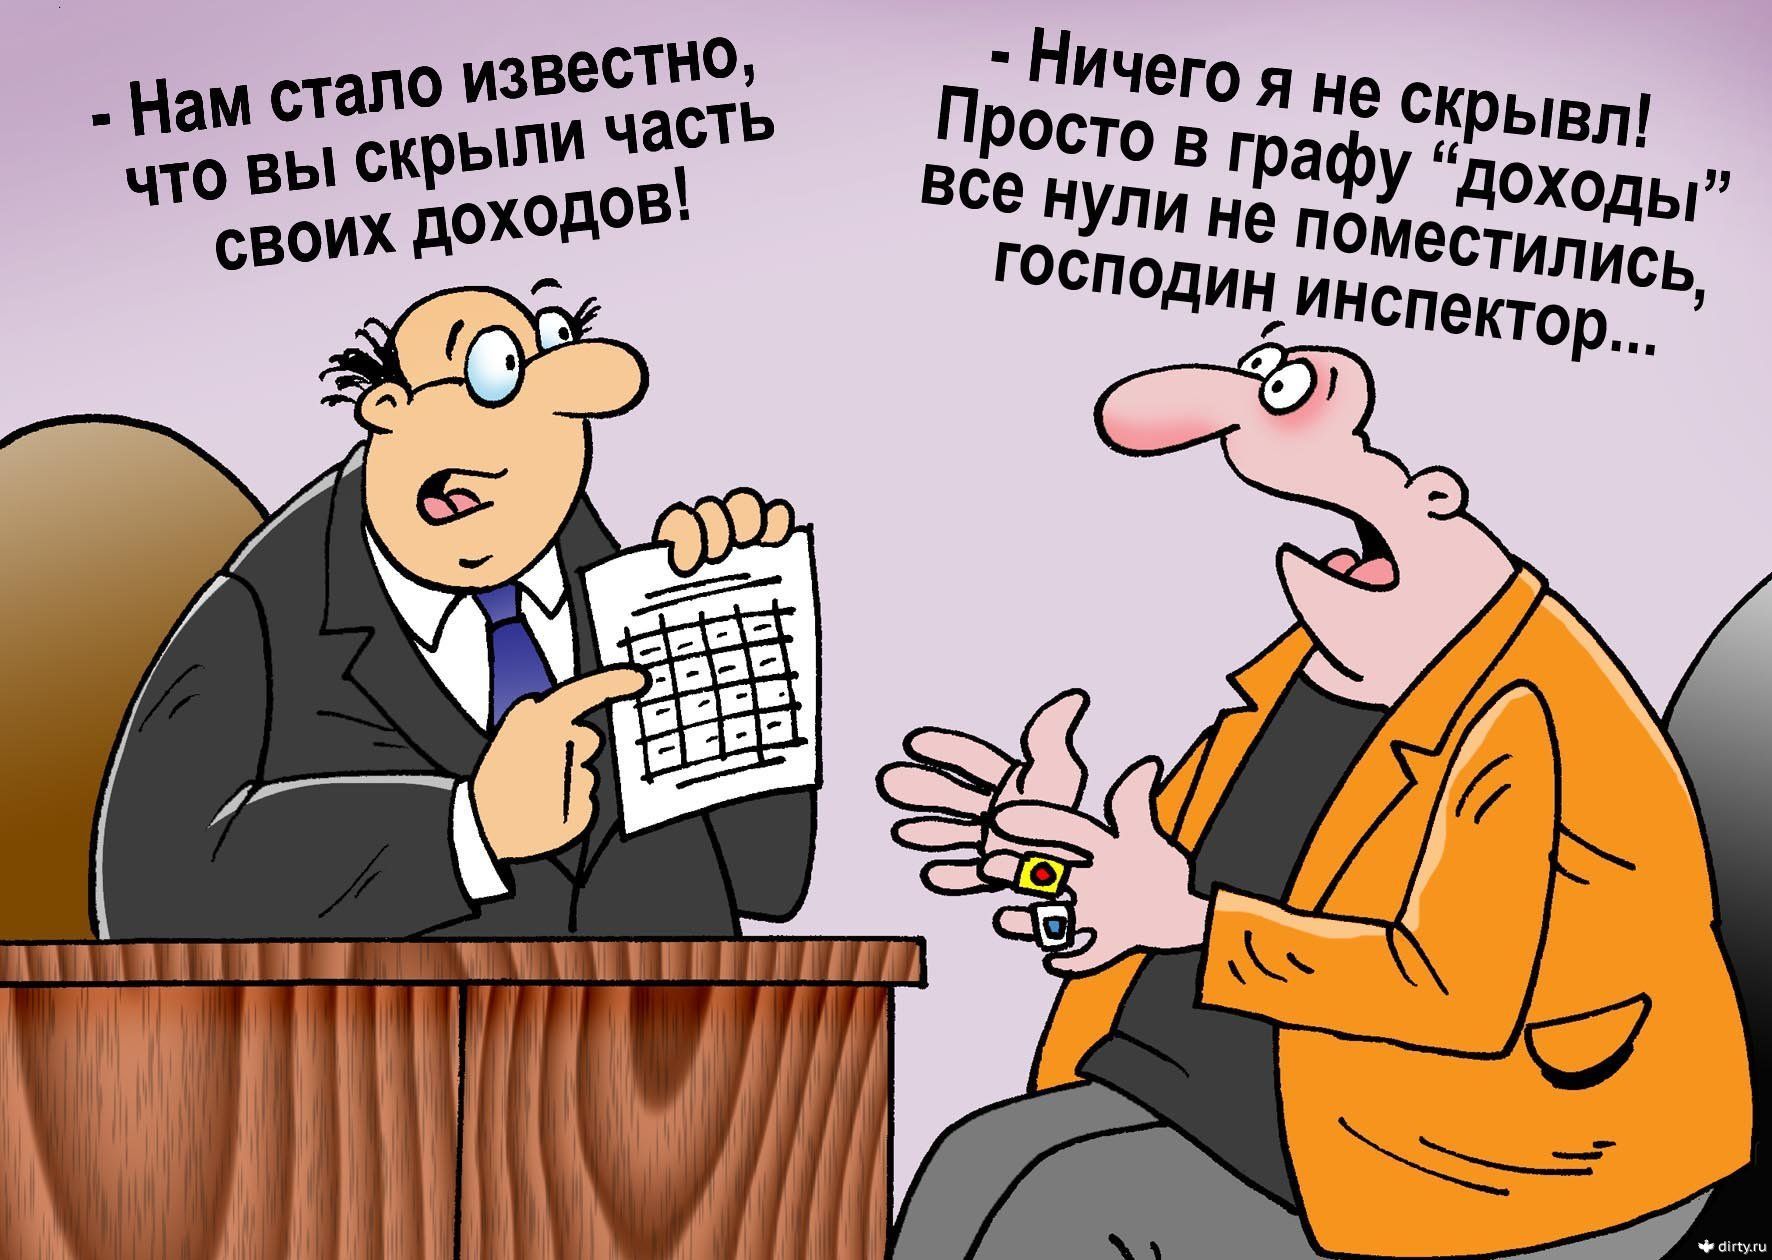 - Нам стало известно,
что вы скрыли часть
своих доходов!
- Ничего я не скрывл!
Просто в графу “доходы”
все нули не поместились,
господин инспектор...
dirty.ru